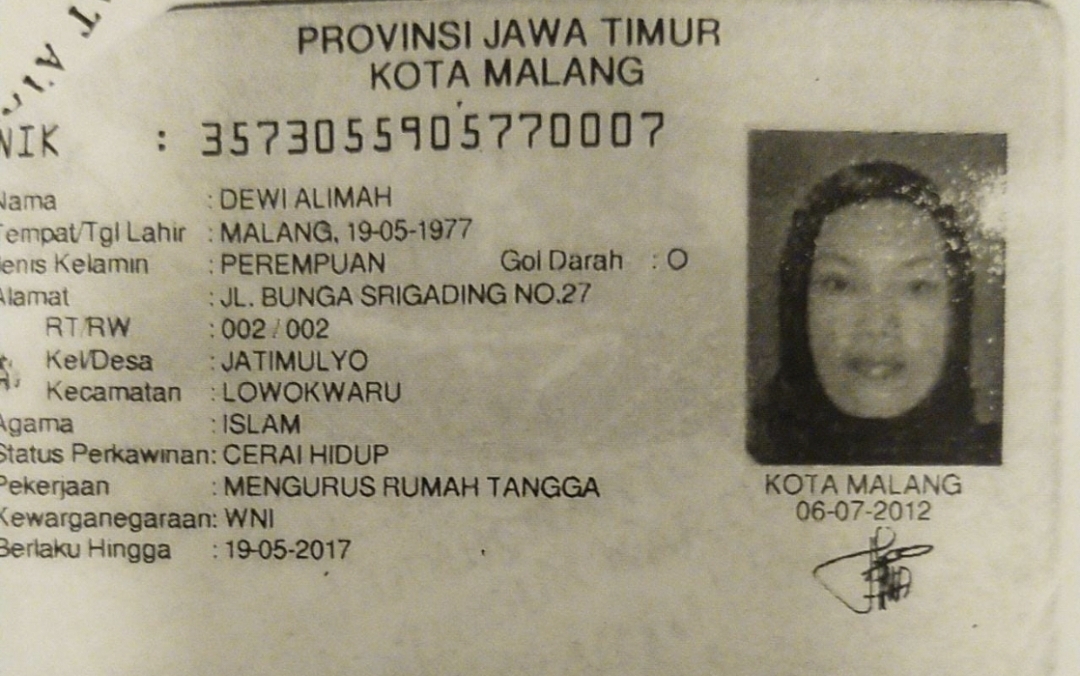 PROVINSI JAWA TIMUR
KOTA MALANG
NIK : 3573055905770007
Nama : DEWI ALIMAH
Tempat/Tgl Lahir : MALANG, 19-05-1977
Jenis Kelamin : PEREMPUAN Gol Darah : O
Alamat : JL. BUNGA SRIGADING NO.27
RT/RW : 002 / 002
Kel/Desa : JATIMULYO
Kecamatan : LOWOKWARU
Agama : ISLAM
Status Perkawinan: CERAI HIDUP
Pekerjaan : MENGURUS RUMAH TANGGA
Kewarganegaraan: WNI
Berlaku Hingga : 19-05-2017
KOTA MALANG
06-07-2012